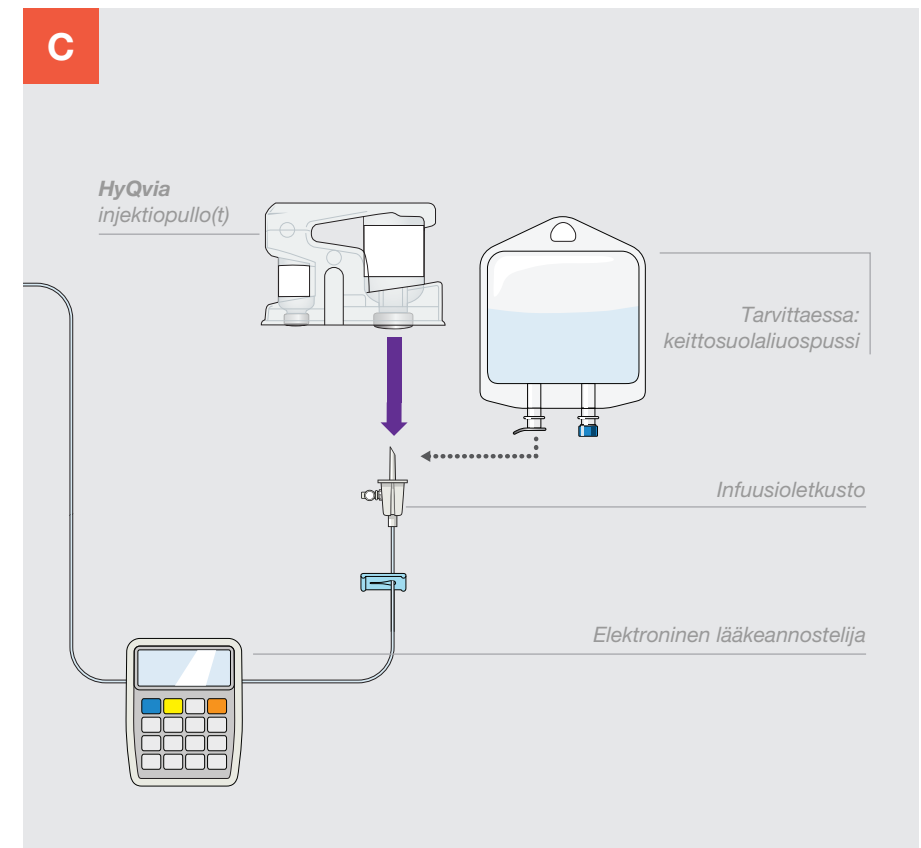 C
HyQvia
injektiopullo(t)
Tarvittaessa:
keittosuolaliuospussi
Infuusioletkusto
Elektroninen lääkeannostelija